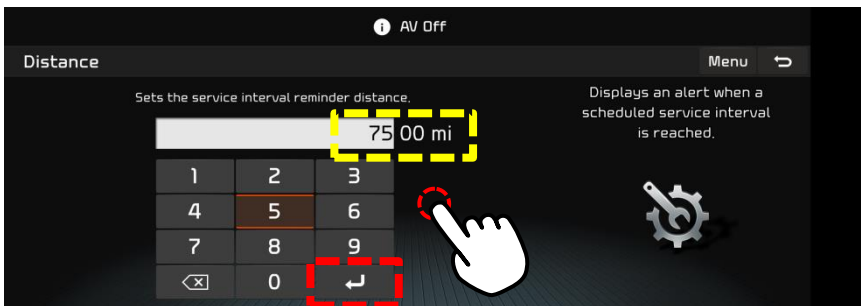 AV Off
Distance
Menu
Sets the service interval reminder distance.
7500 mi
1 2 3
4 5 6
7 8 9
0
Displays an alert when a
scheduled service interval
is reached.